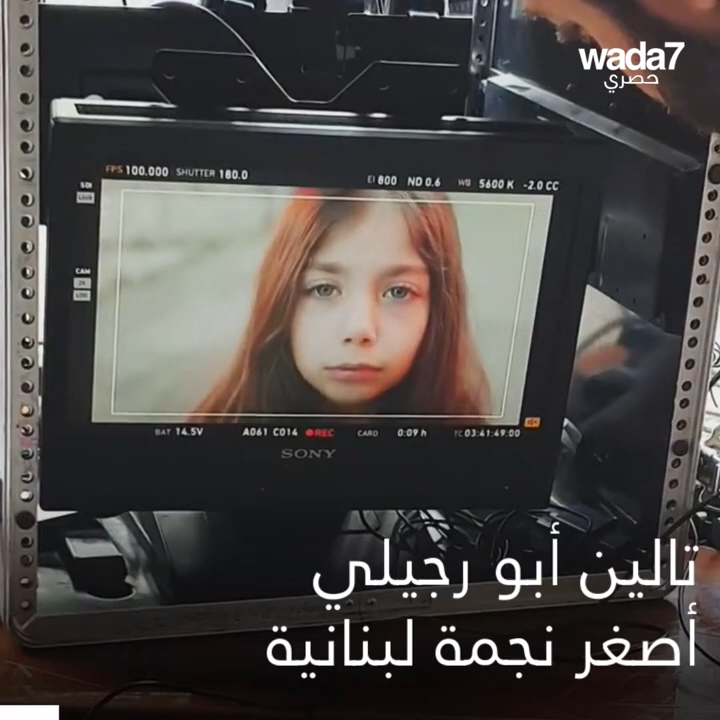 wada7
حصري
FPS 100.000 SHUTTER 180.0 EI 800 ND 0.6 WB 5600 K -2.0 CC
SDI
CAM
BAT 14.5V A061 C014 REC CARD 0:09 h TC 03:41:49:00
SONY
تالين أبو رجيلي
أصغر نجمة لبنانية